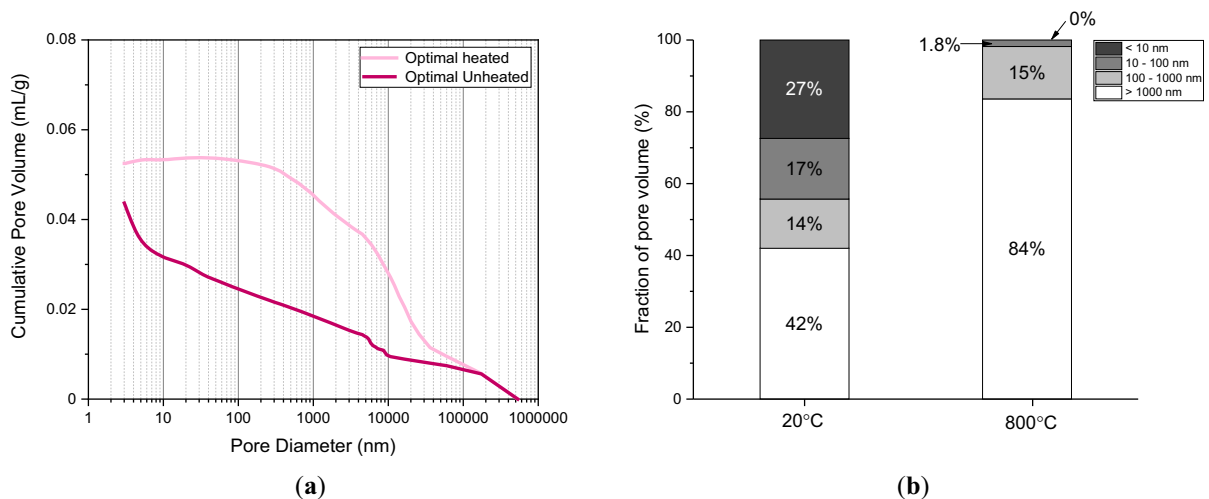 0.08
0.06
0.04
0.02
0
Cumulative Pore Volume (mL/g)
Optimal heated
Optimal Unheated
1 10 100 1000 10000 100000 1000000
Pore Diameter (nm)
(a)
0%
1.8%
100
80
60
40
20
0
Fraction of pore volume (%)
27%
17%
14%
42%
15%
84%
< 10 nm
10 - 100 nm
100 - 1000 nm
> 1000 nm
20°C 800°C
(b)